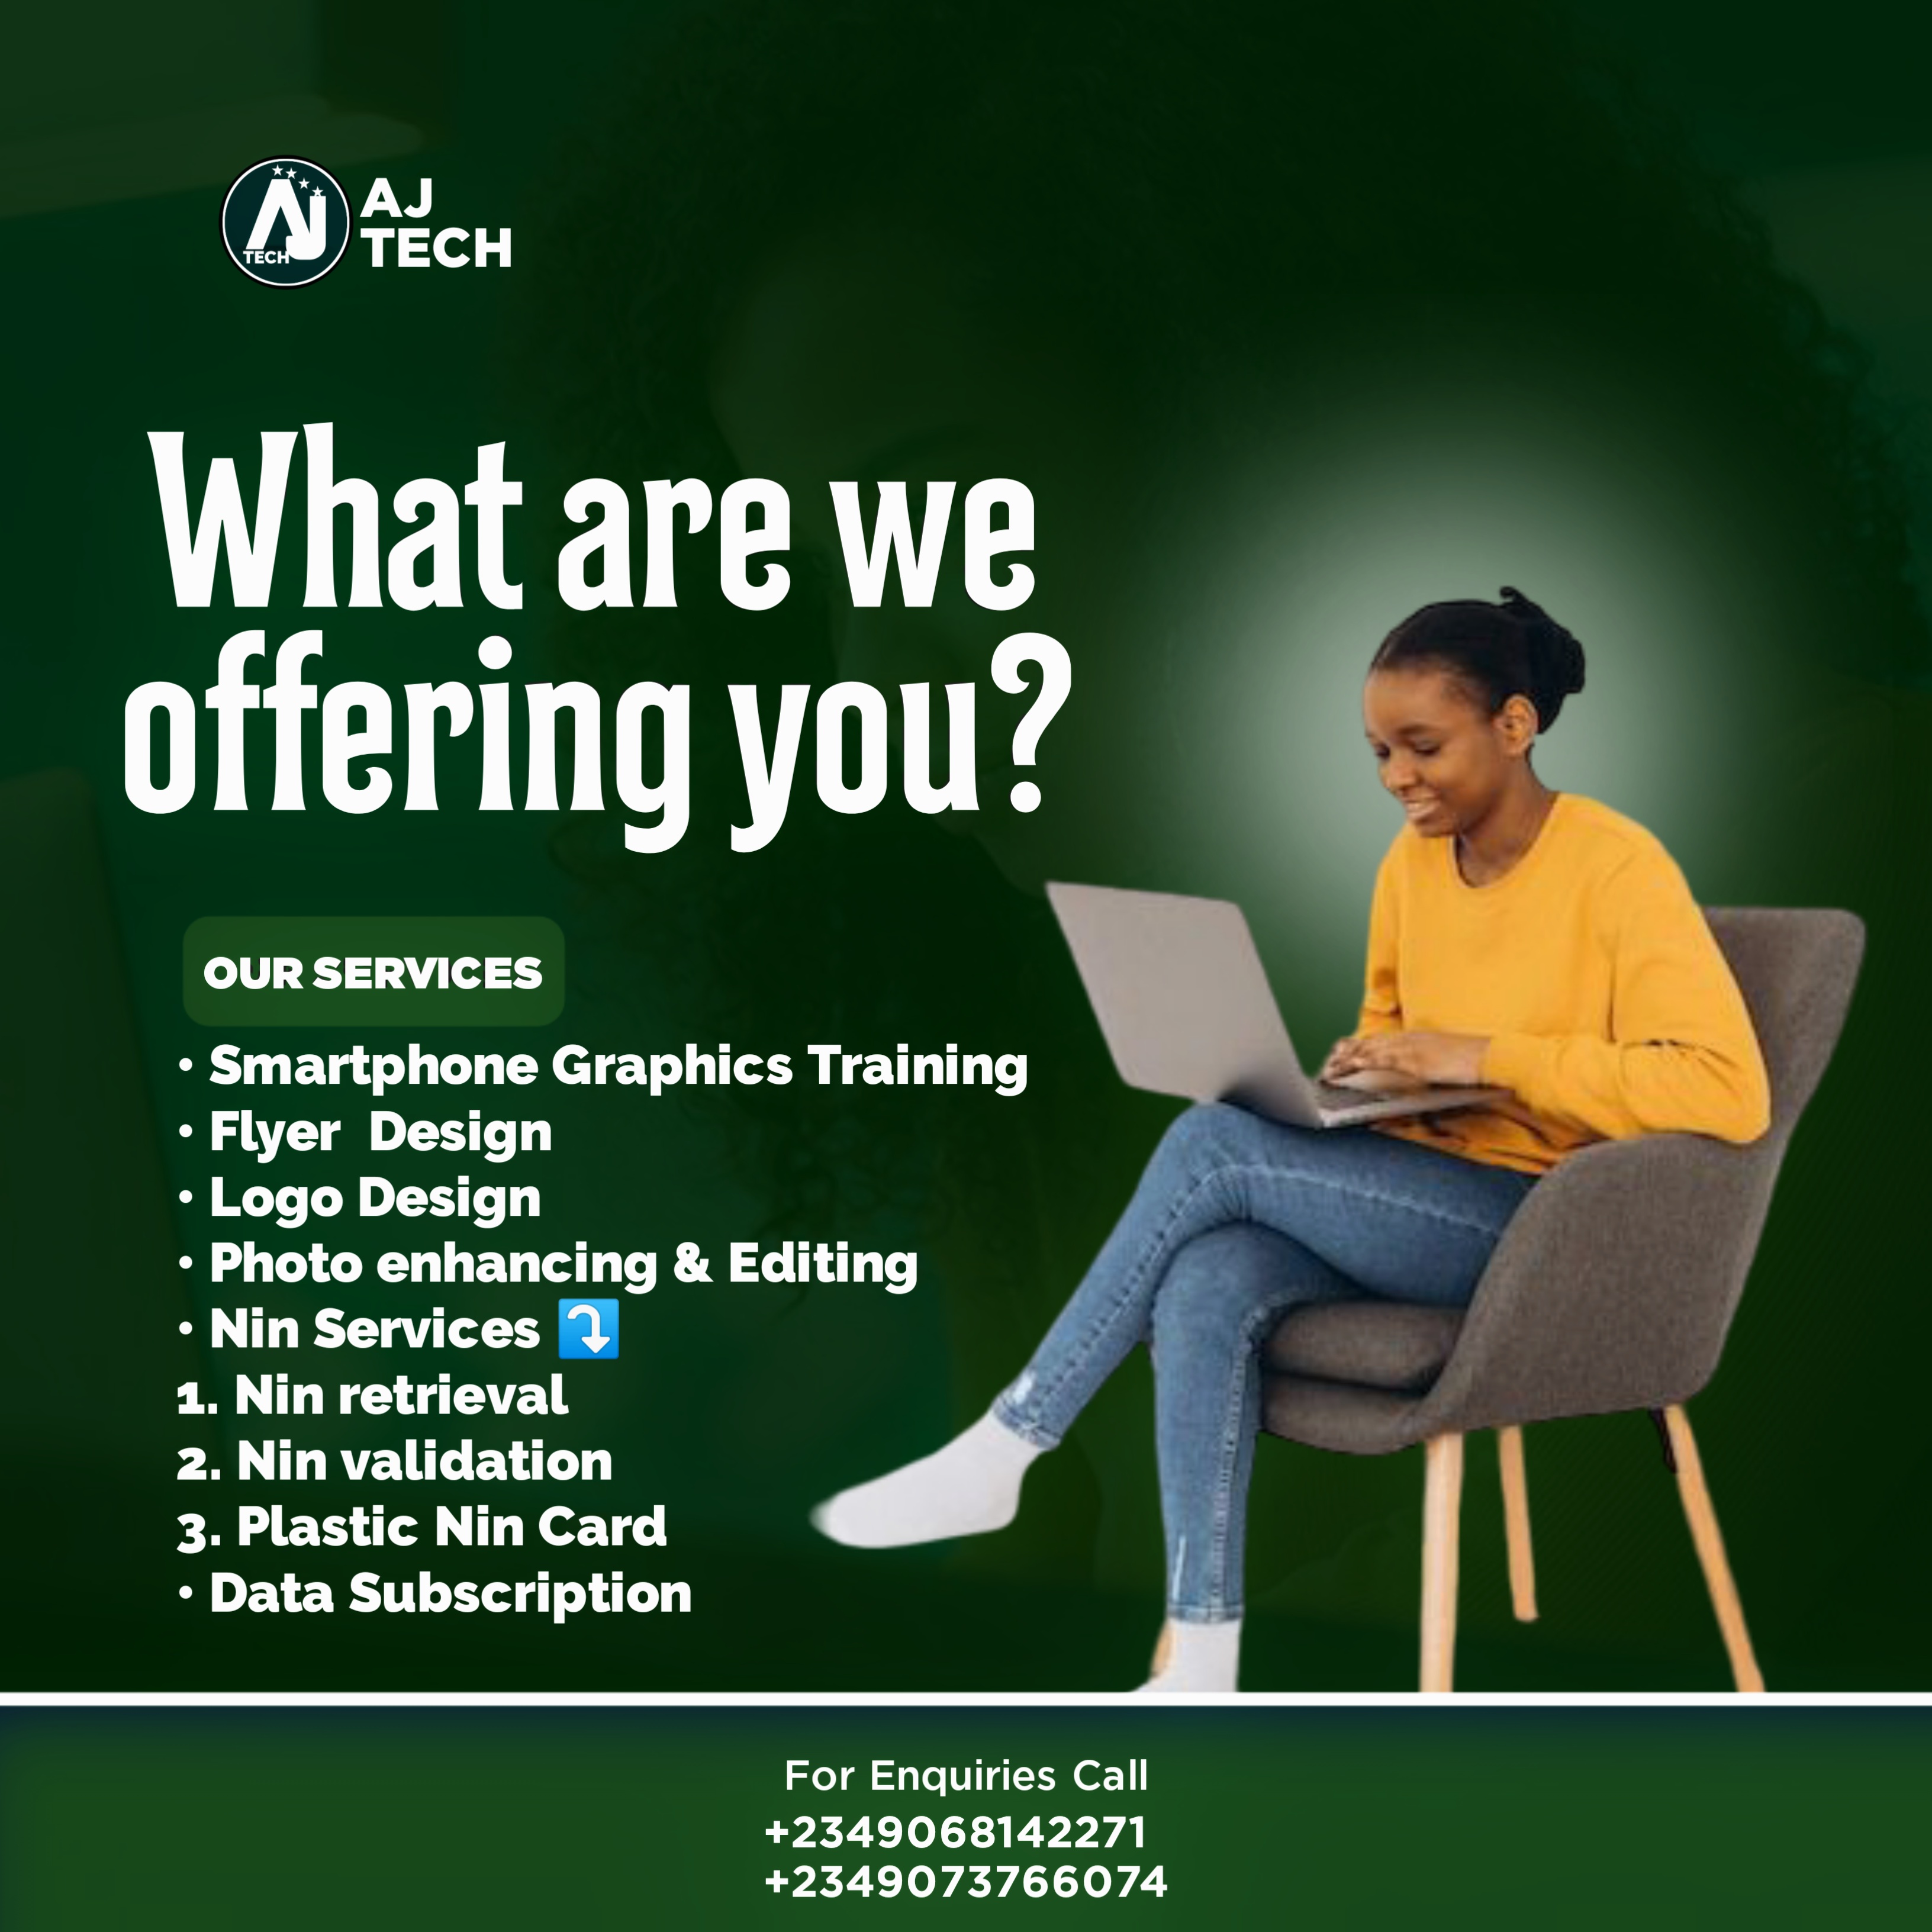 AJ
TECH
AJ
TECH
What are we
offering you?
OUR SERVICES
• Smartphone Graphics Training
• Flyer  Design
• Logo Design
• Photo enhancing & Editing
• Nin Services ⤵️
1. Nin retrieval
2. Nin validation
3. Plastic Nin Card
• Data Subscription
For Enquiries Call
+2349068142271
+2349073766074